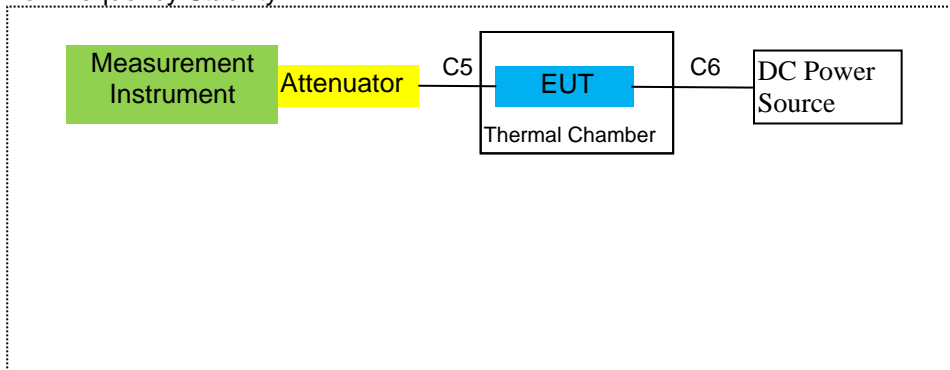 Measurement
Instrument
Attenuator
C5
EUT
Thermal Chamber
C6
DC Power
Source